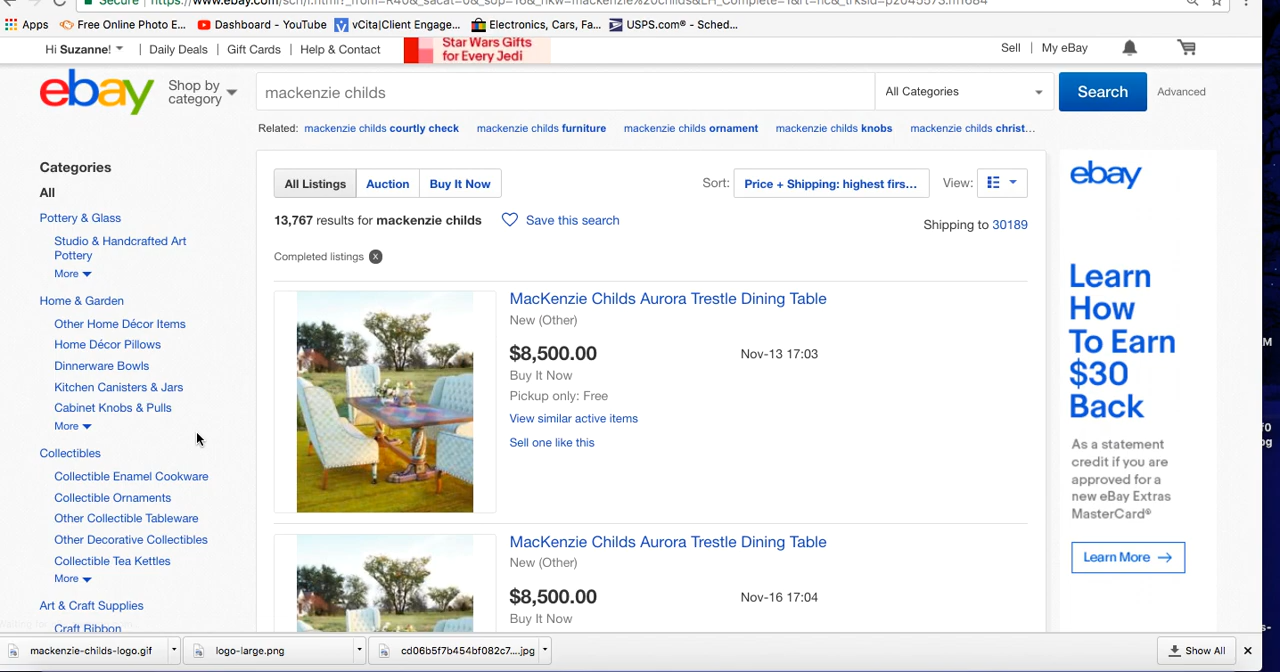 Secure
Apps
Free Online Photo E...
Dashboard - YouTube
vCita|Client Engage...
Electronics, Cars, Fa...
USPS.com® - Sched...
Hi Suzanne!
Daily Deals
Gift Cards
Help & Contact
Star Wars Gifts
for Every Jedi
Sell
My eBay
ebay
Shop by
category
mackenzie childs
All Categories
Search
Advanced
Related: mackenzie childs courtly check mackenzie childs furniture mackenzie childs ornament mackenzie childs knobs mackenzie childs christ...
Categories
All
Pottery & Glass
Studio & Handcrafted Art
Pottery
More
Home & Garden
Other Home Décor Items
Home Décor Pillows
Dinnerware Bowls
Kitchen Canisters & Jars
Cabinet Knobs & Pulls
More
Collectibles
Collectible Enamel Cookware
Collectible Ornaments
Other Collectible Tableware
Other Decorative Collectibles
Collectible Tea Kettles
More
Art & Craft Supplies
Craft Ribbon
All Listings
Auction
Buy It Now
Sort: Price + Shipping: highest firs...
View:
13,767 results for mackenzie childs
Save this search
Shipping to 30189
Completed listings x
MacKenzie Childs Aurora Trestle Dining Table
New (Other)
$8,500.00
Nov-13 17:03
Buy It Now
Pickup only: Free
View similar active items
Sell one like this
MacKenzie Childs Aurora Trestle Dining Table
New (Other)
$8,500.00
Nov-16 17:04
Buy It Now
ebay
Learn
How
To Earn
$30
Back
As a statement
credit if you are
approved for a
new eBay Extras
MasterCard®
Learn More
mackenzie-childs-logo.gif
logo-large.png
cd06b5f7b454bf082c7....jpg
Show All